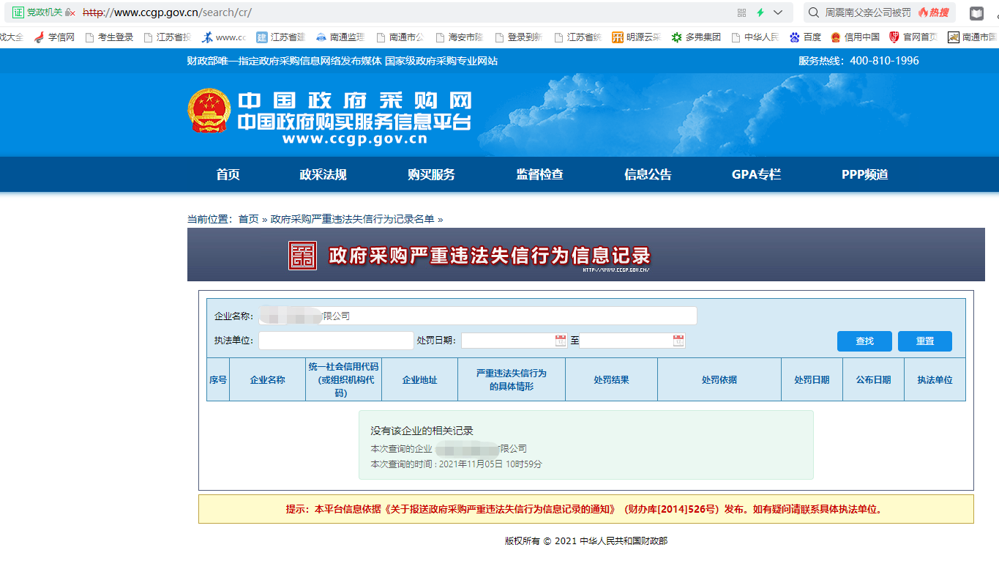 证 党政机关 http://www.ccgp.gov.cn/search/cr/ 周震南父亲公司被罚 热搜
戏大全 学信网 考生登录 江苏省投 www.cc 江苏省建 南通监理 南通市公 海安市陆 登录到新 江苏省统 明源云采 多弗集团 中华人民 百度 信用中国 官网首页 南通市国
财政部唯一指定政府采购信息网络发布媒体 国家级政府采购专业网站 服务热线：400-810-1996
中国政府采购网
中国政府购买服务信息平台
www.ccgp.gov.cn
首页 政采法规 购买服务 监督检查 信息公告 GPA专栏 PPP频道
当前位置：首页 » 政府采购严重违法失信行为记录名单 »
政府采购严重违法失信行为信息记录
HTTP://WWW.CCGP.GOV.CN/
企业名称： 限公司
执法单位： 处罚日期： 至 查找 重置
序号 企业名称 统一社会信用代码（或组织机构代码） 企业地址 严重违法失信行为的具体情形 处罚结果 处罚依据 处罚日期 公布日期 执法单位
没有该企业的相关记录
本次查询的企业 限公司
本次查询的时间 : 2021年11月05日 10时59分
提示：本平台信息依据《关于报送政府采购严重违法失信行为信息记录的通知》（财办库[2014]526号）发布。如有疑问请联系具体执法单位。
版权所有 © 2021 中华人民共和国财政部